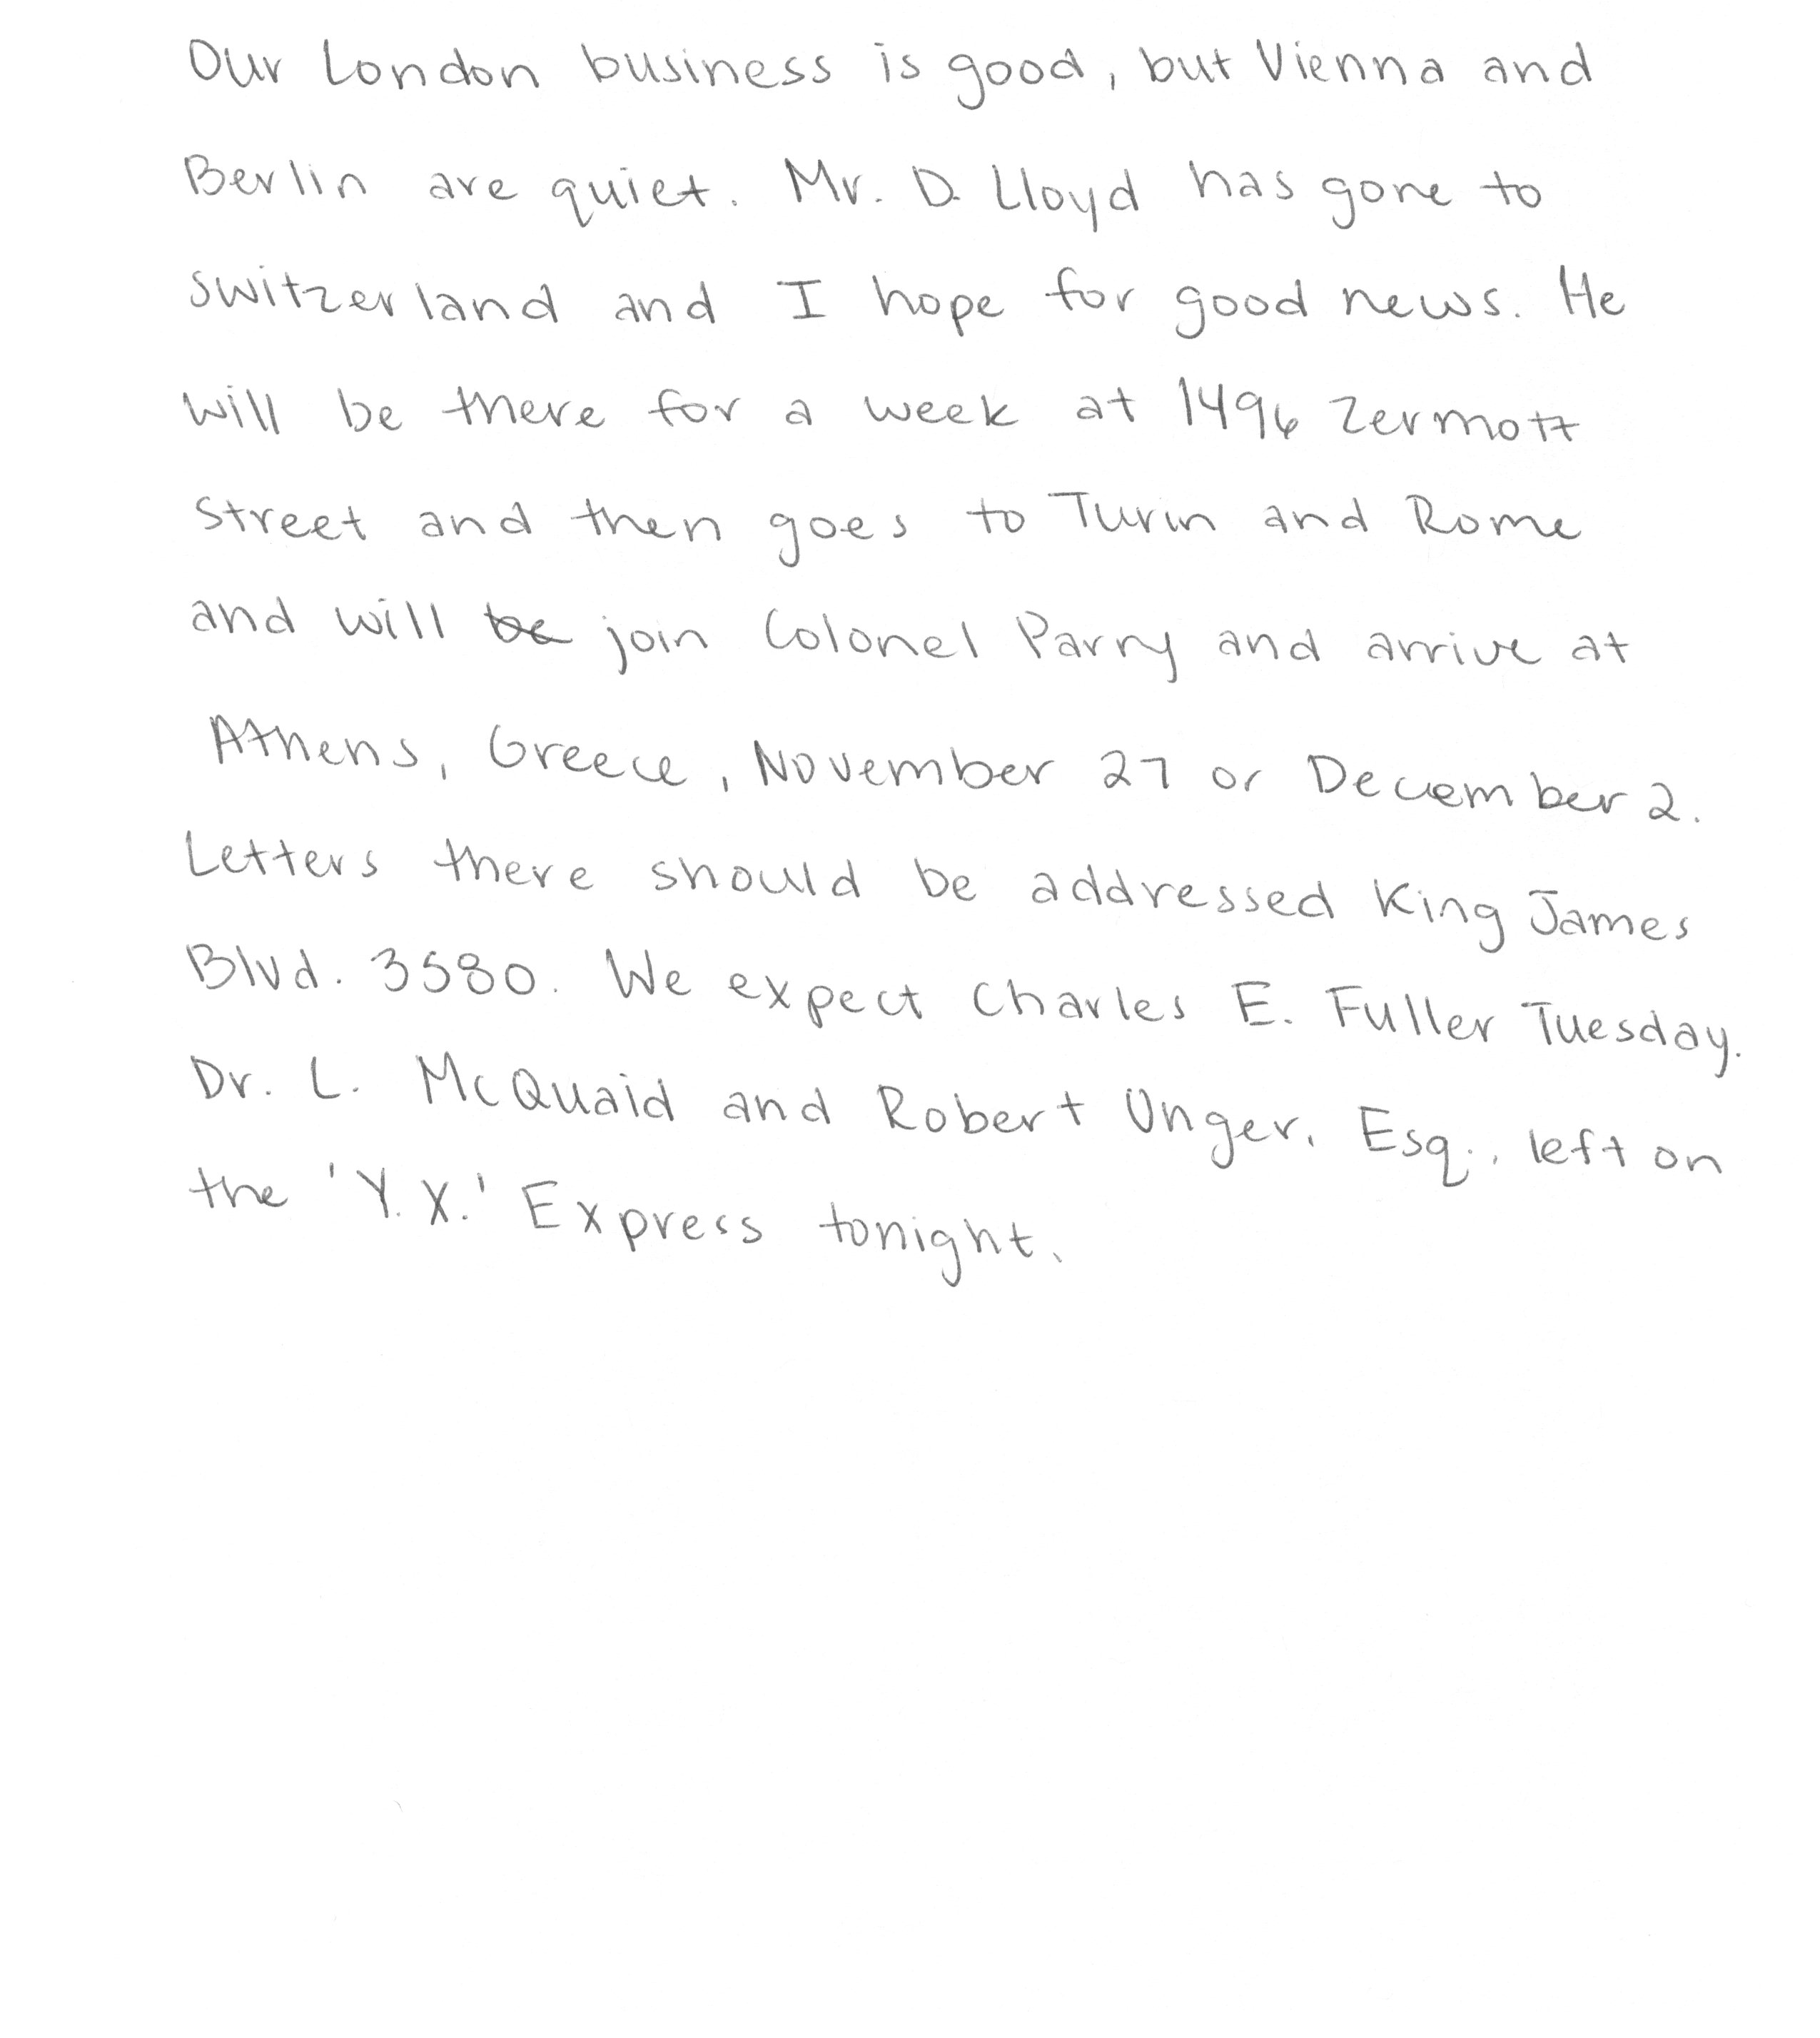 Our London business is good, but Vienna and
Berlin are quiet. Mr. D. Lloyd has gone to
Switzerland and I hope for good news. He
will be there for a week at 1496 Zermott
Street and then goes to Turin and Rome
and will be join Colonel Parry and arrive at
Athens, Greece, November 27 or December 2.
Letters there should be addressed King James
Blvd. 3580. We expect Charles E. Fuller Tuesday.
Dr. L. McQuaid and Robert Unger, Esq., left on
the 'Y.X.' Express tonight.